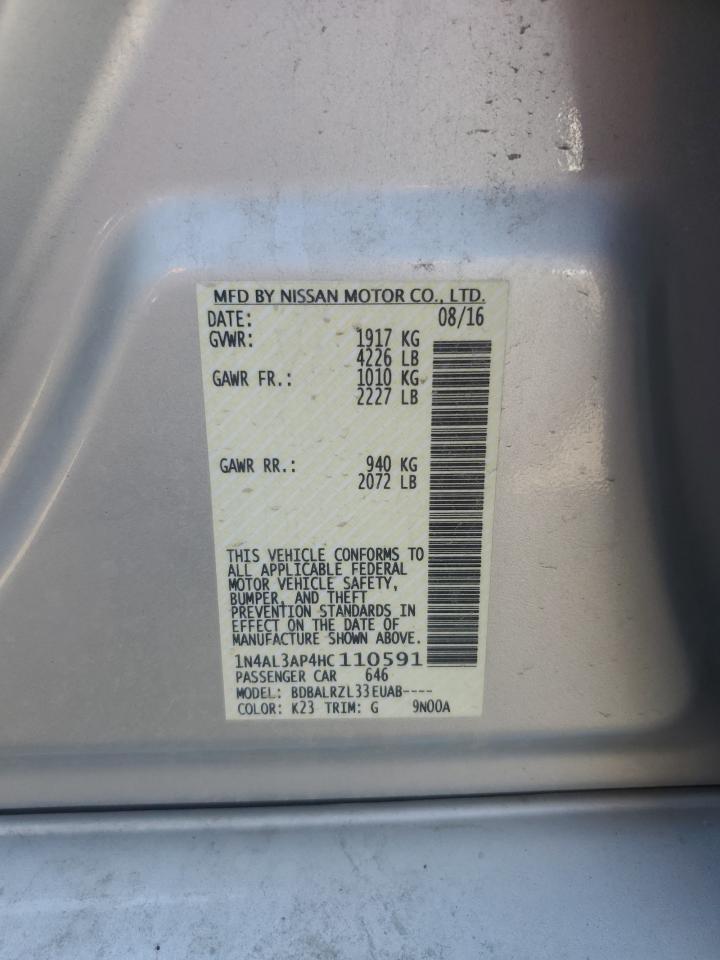 MFD BY NISSAN MOTOR CO., LTD.
DATE: 08/16
GVWR: 1917 KG
4226 LB
GAWR FR.: 1010 KG
2227 LB
GAWR RR.: 940 KG
2072 LB
THIS VEHICLE CONFORMS TO
ALL APPLICABLE FEDERAL
MOTOR VEHICLE SAFETY,
BUMPER, AND THEFT
PREVENTION STANDARDS IN
EFFECT ON THE DATE OF
MANUFACTURE SHOWN ABOVE.
1N4AL3AP4HC110591
PASSENGER CAR 646
MODEL: BDBALRZL33EUAB----
COLOR: K23 TRIM: G 9N00A